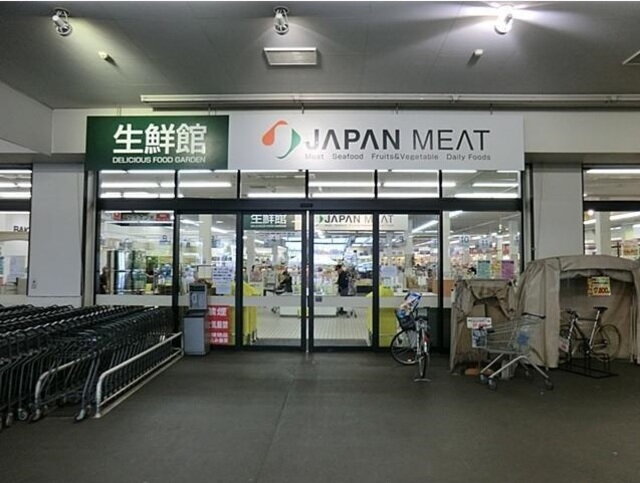 生鮮館
DELICIOUS FOOD GARDEN
JAPAN MEAT
Meat Seafood Fruits&Vegetable Daily Foods
生鮮館
JAPAN MEAT
BAK